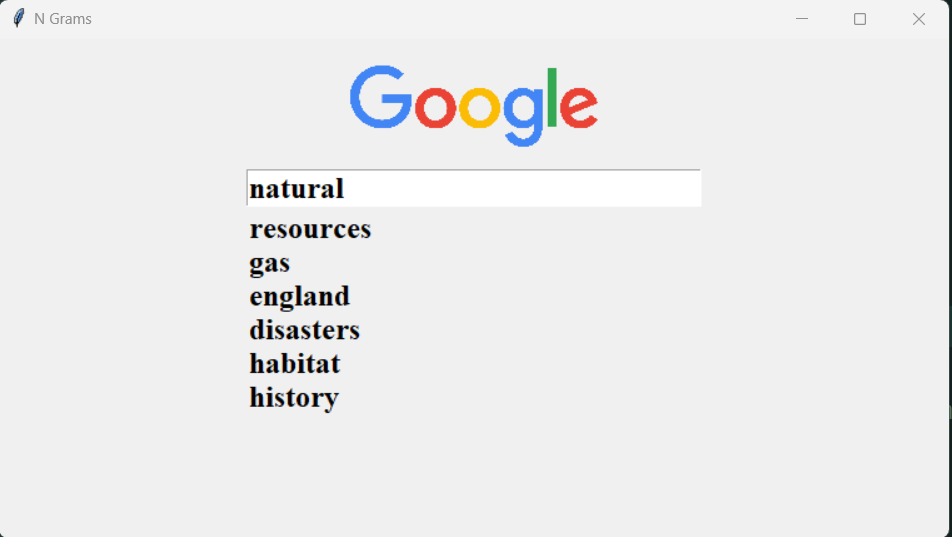 N Grams
Google
natural
resources
gas
england
disasters
habitat
history